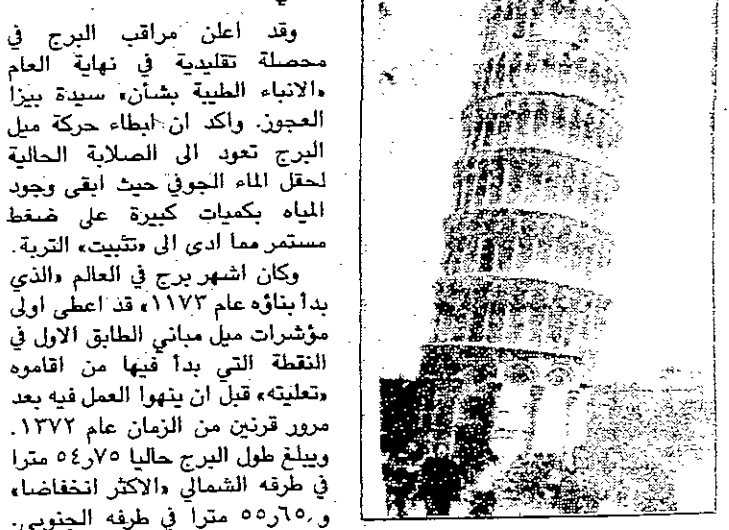 وقد اعلن مراقب البرج في
محصلة تقليدية في نهاية العام
«الانباء الطيبة بشأن» سيدة بيزا
العجوز. واكد ان ابطاء حركة ميل
البرج تعود الى الصلابة الحالية
لحقل الماء الجوفي حيث ابقى وجود
المياه بكميات كبيرة على ضغط
مستمر مما ادى الى «تثبيت» التربة.
وكان اشهر برج في العالم «الذي
بدأ بناؤه عام ١١٧٣» قد اعطى اولى
مؤشرات ميل مباني الطابق الاول في
النقطة التي بدأ فيها من اقاموه
«تعليته» قبل ان ينهوا العمل فيه بعد
مرور قرنين من الزمان عام ١٣٧٢.
ويبلغ طول البرج حاليا ٥٤٫٧٥ مترا
في طرفه الشمالي «الاكثر انخفاضا»
و ٥٥٫٦٥ مترا في طرفه الجنوبي.